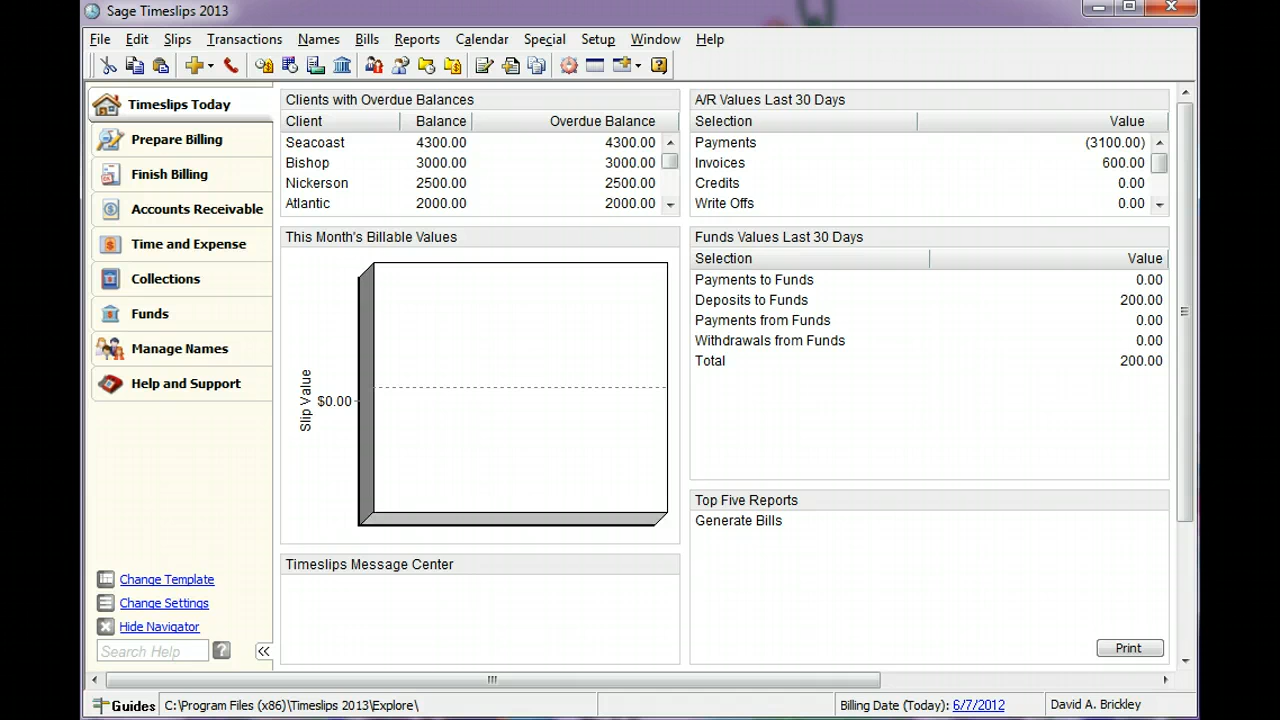 Sage Timeslips 2013
File Edit Slips Transactions Names Bills Reports Calendar Special Setup Window Help
Timeslips Today
Prepare Billing
Finish Billing
Accounts Receivable
Time and Expense
Collections
Funds
Manage Names
Help and Support
Change Template
Change Settings
Hide Navigator
Search Help
Clients with Overdue Balances
Client Balance Overdue Balance
Seacoast 4300.00 4300.00
Bishop 3000.00 3000.00
Nickerson 2500.00 2500.00
Atlantic 2000.00 2000.00
This Month's Billable Values
Slip Value
$0.00
Timeslips Message Center
A/R Values Last 30 Days
Selection Value
Payments (3100.00)
Invoices 600.00
Credits 0.00
Write Offs 0.00
Funds Values Last 30 Days
Selection Value
Payments to Funds 0.00
Deposits to Funds 200.00
Payments from Funds 0.00
Withdrawals from Funds 0.00
Total 200.00
Top Five Reports
Generate Bills
Print
Guides C:\Program Files (x86)\Timeslips 2013\Explore\ Billing Date (Today): 6/7/2012 David A. Brickley